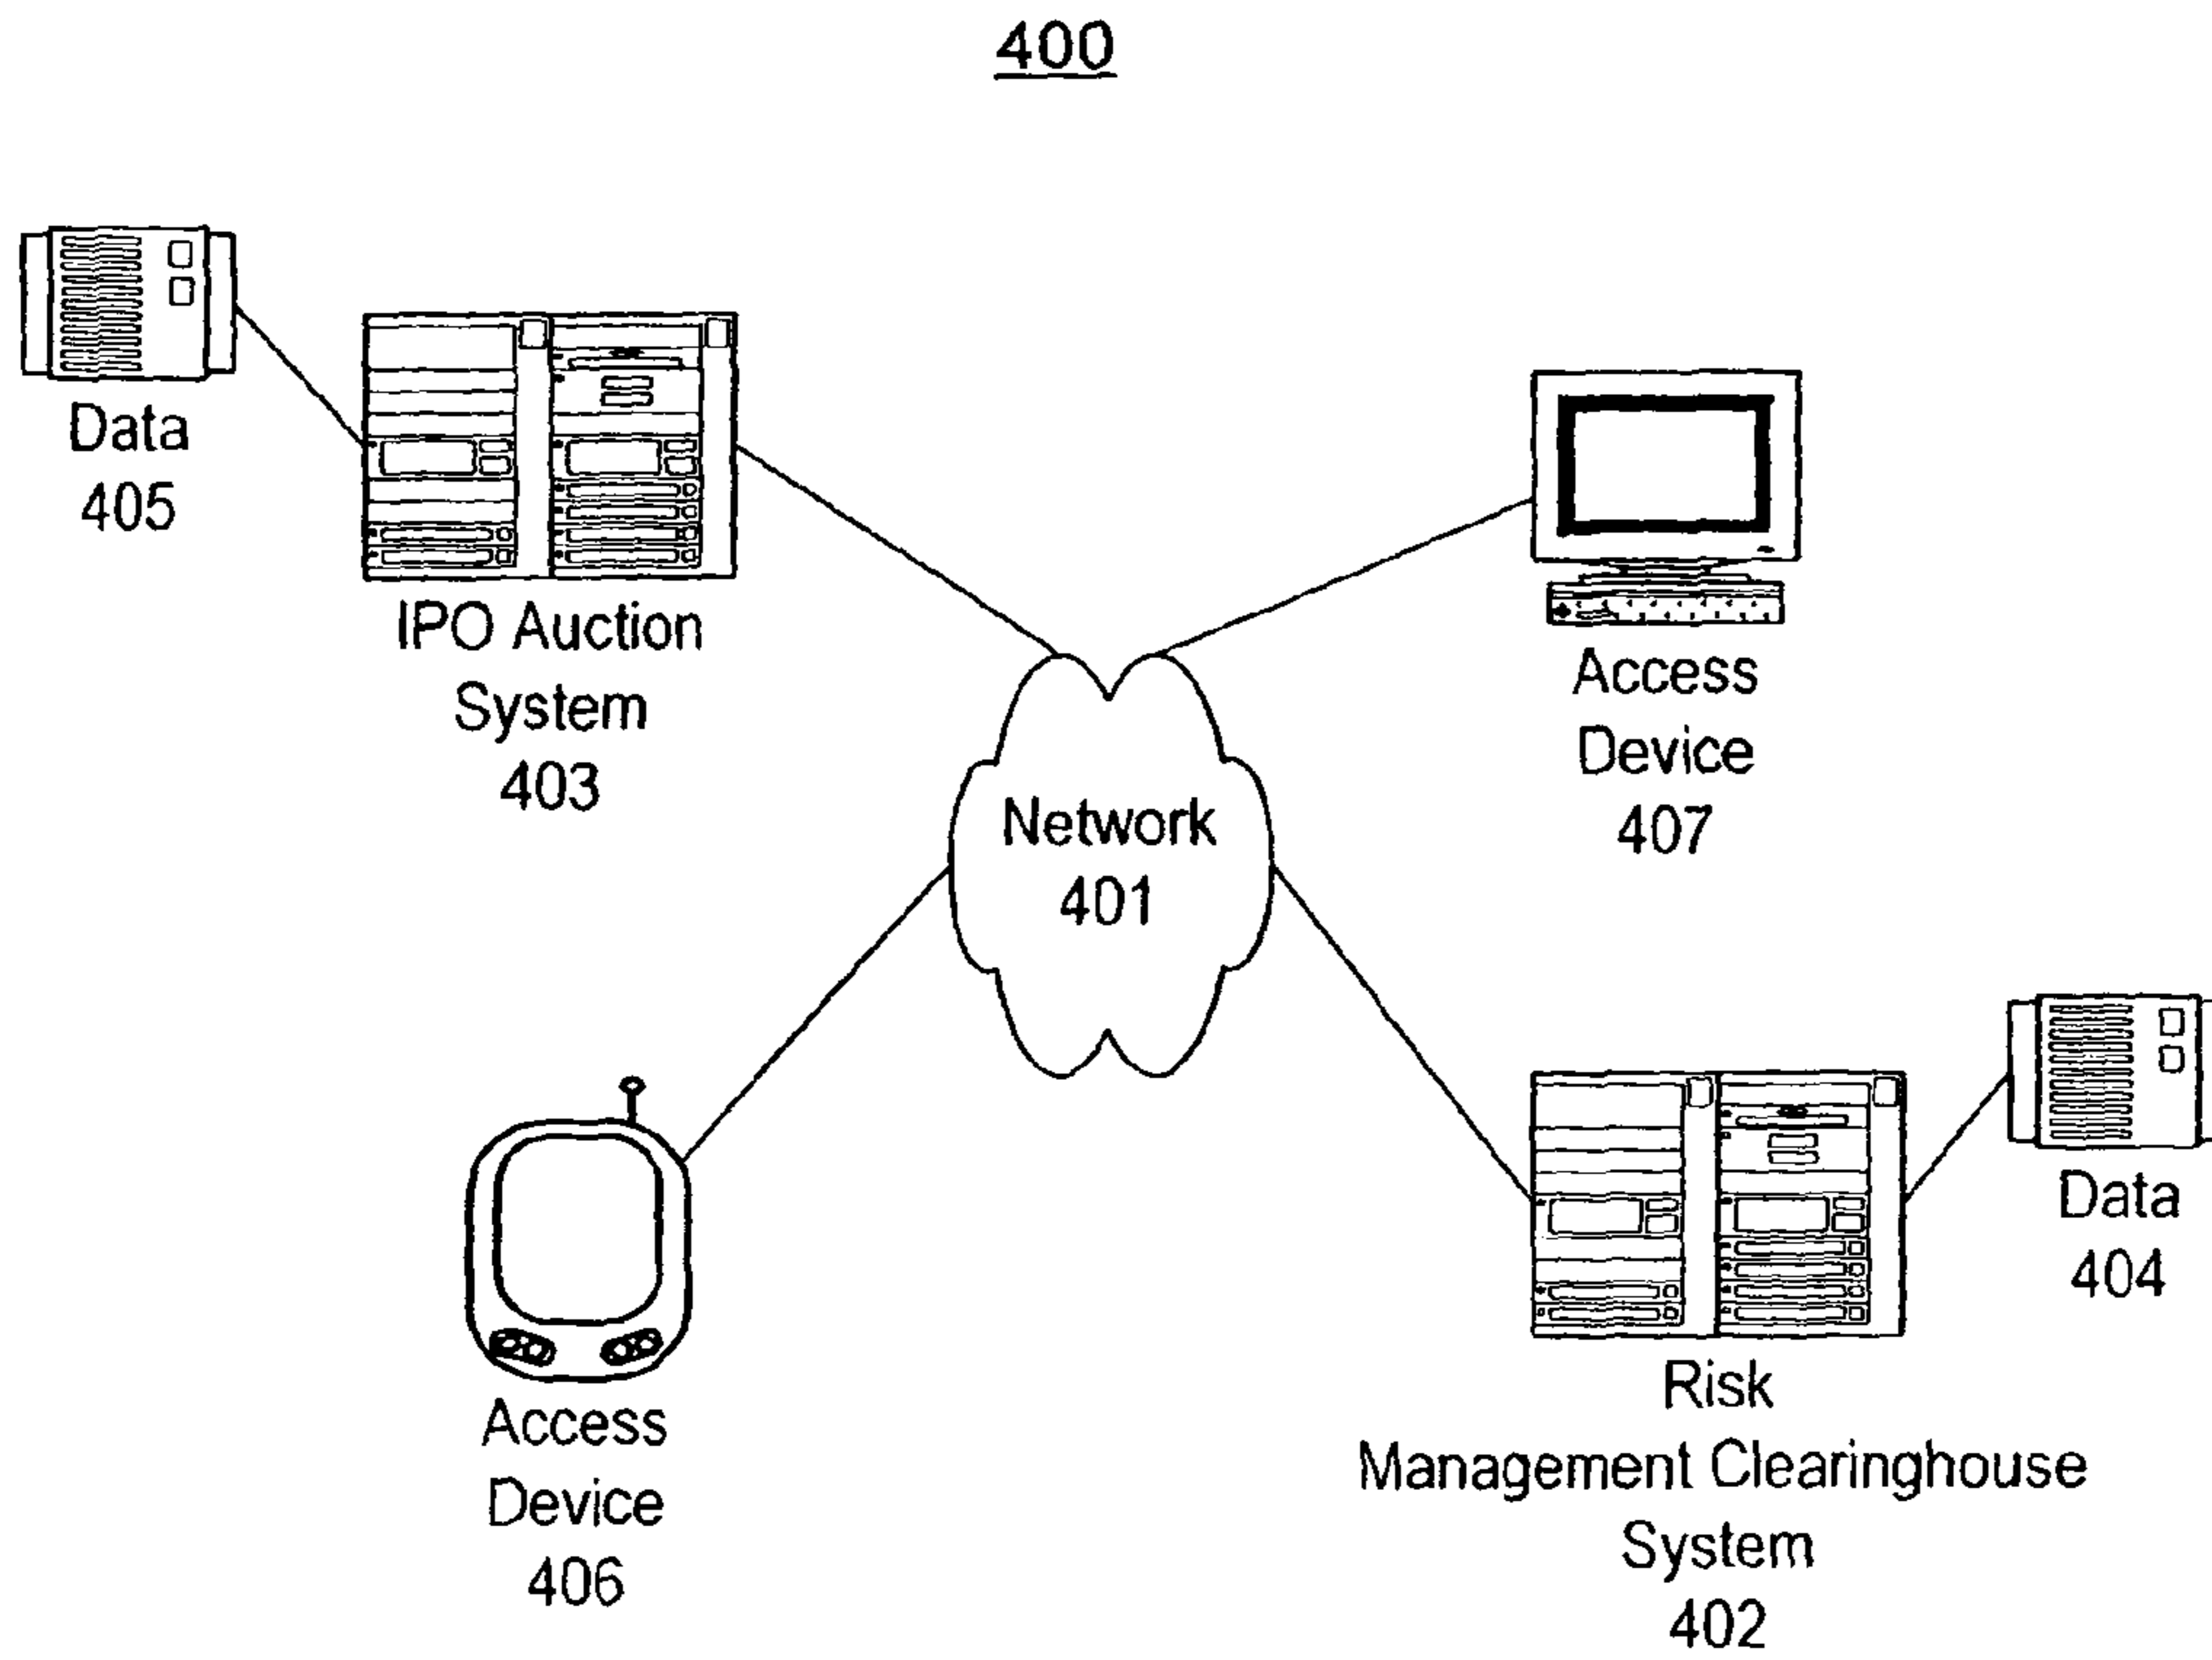 400
Data
405
IPO Auction
System
403
Access
Device
407
Network
401
Data
404
Access
Device
406
Risk
Management Clearinghouse
System
402